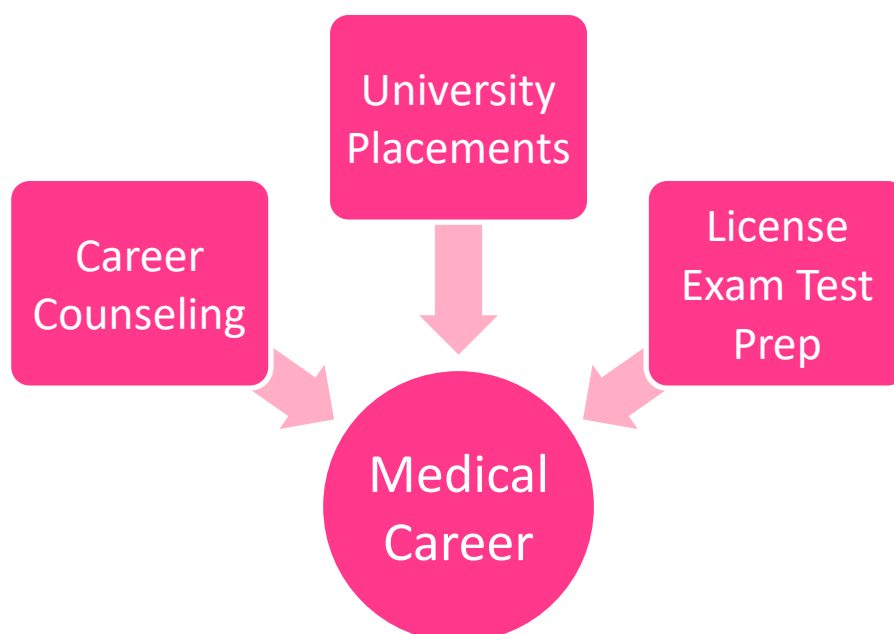 University
Placements
Career
Counseling
License
Exam Test
Prep
Medical
Career